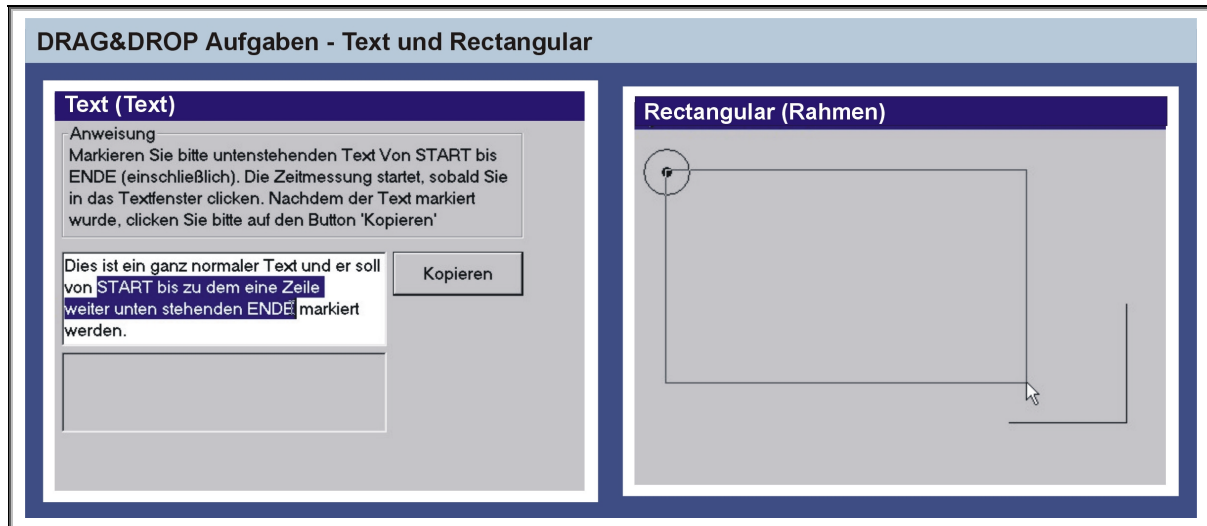 DRAG&DROP Aufgaben - Text und Rectangular
Text (Text)
Anweisung
Markieren Sie bitte untenstehenden Text Von START bis
ENDE (einschließlich). Die Zeitmessung startet, sobald Sie
in das Textfenster clicken. Nachdem der Text markiert
wurde, clicken Sie bitte auf den Button 'Kopieren'
Dies ist ein ganz normaler Text und er soll
von START bis zu dem eine Zeile
weiter unten stehenden ENDE markiert
werden.
Kopieren
Rectangular (Rahmen)